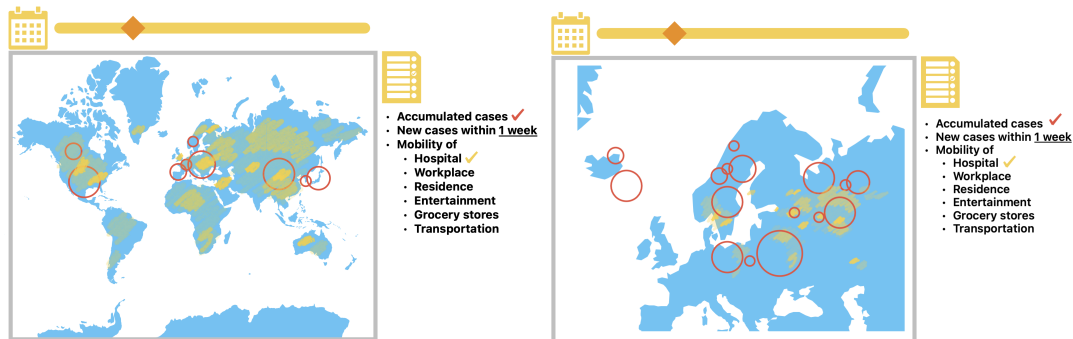 · Accumulated cases
· New cases within 1 week
· Mobility of
· Hospital
· Workplace
· Residence
· Entertainment
· Grocery stores
· Transportation
· Accumulated cases
· New cases within 1 week
· Mobility of
· Hospital
· Workplace
· Residence
· Entertainment
· Grocery stores
· Transportation